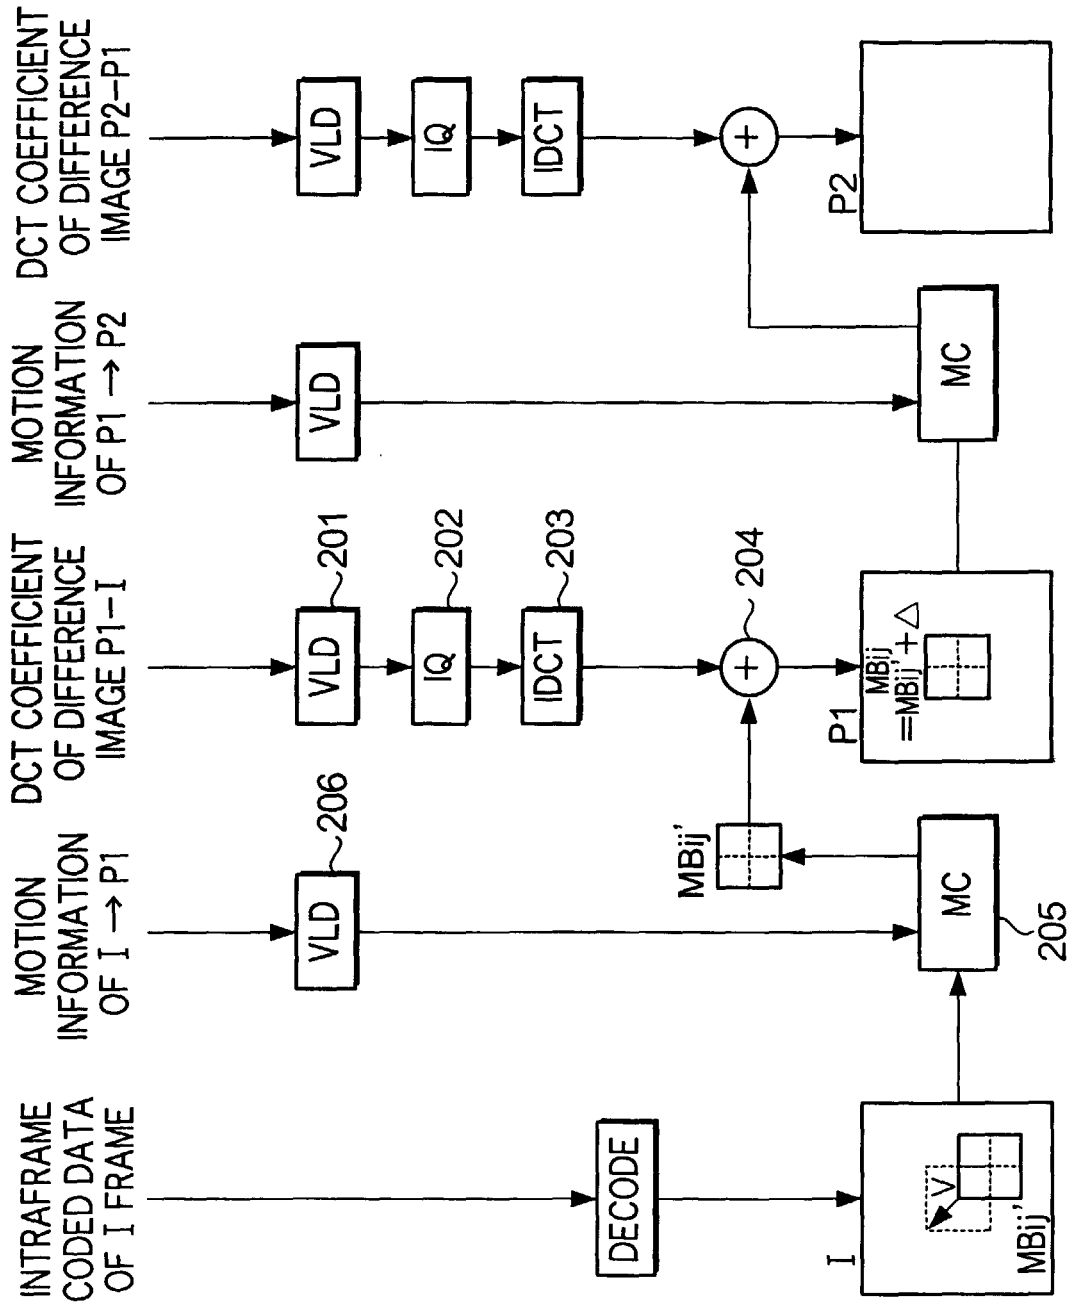 INTRAFRAME
CODED DATA
OF I FRAME
MOTION
INFORMATION
OF I → P1
DCT COEFFICIENT
OF DIFFERENCE
IMAGE P1-I
MOTION
INFORMATION
OF P1 → P2
DCT COEFFICIENT
OF DIFFERENCE
IMAGE P2-P1
VLD
206
VLD
201
VLD
VLD
IQ
202
IQ
IDCT
203
IDCT
DECODE
MBij'
+
204
+
I
V
MBij'
MC
205
P1
MBij
=MBij'+△
MC
P2